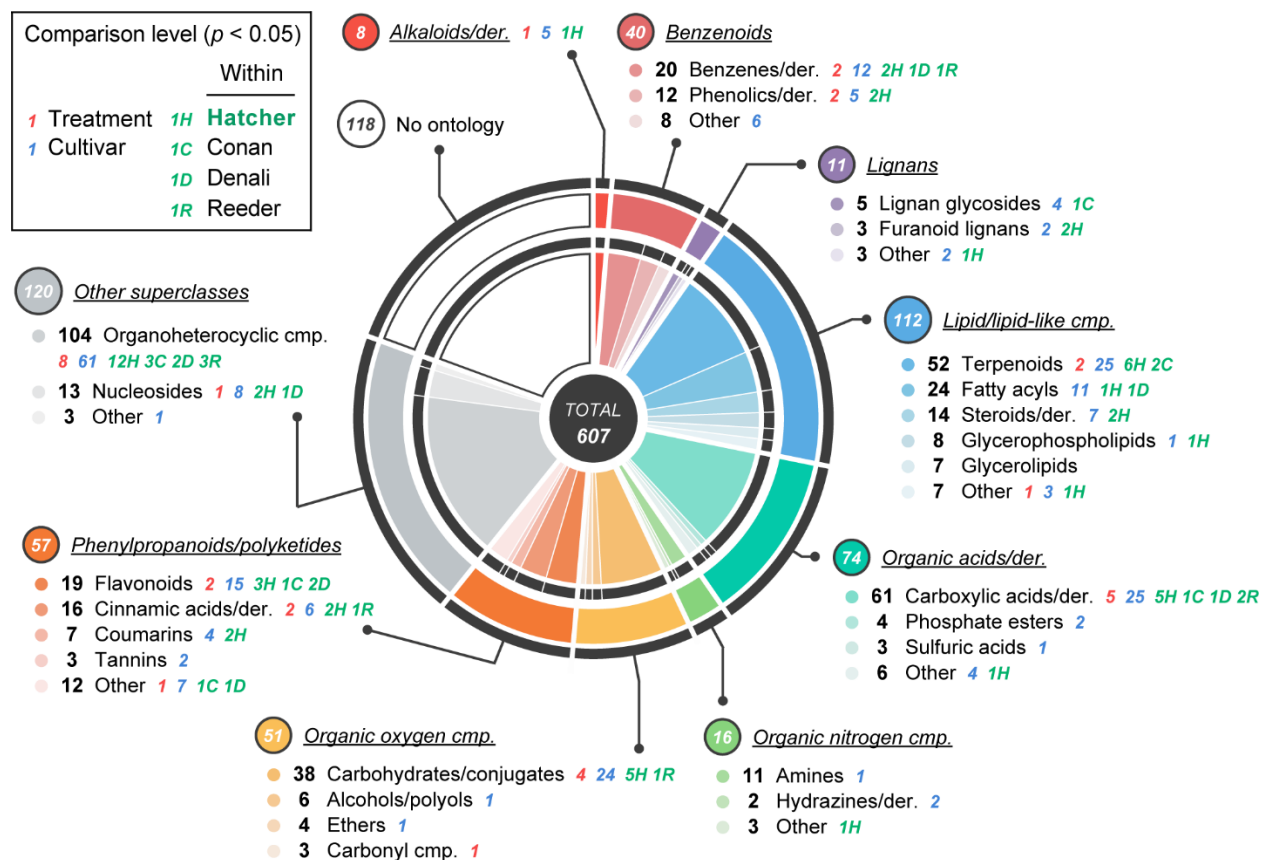 Comparison level (p < 0.05)
Within
1 Treatment 1H Hatcher
1 Cultivar 1C Conan
1D Denali
1R Reeder
8 Alkaloids/der. 1 5 1H
118 No ontology
40 Benzenoids
20 Benzenes/der. 2 12 2H 1D 1R
12 Phenolics/der. 2 5 2H
8 Other 6
11 Lignans
5 Lignan glycosides 4 1C
3 Furanoid lignans 2 2H
3 Other 2 1H
112 Lipid/lipid-like cmp.
52 Terpenoids 2 25 6H 2C
24 Fatty acyls 11 1H 1D
14 Steroids/der. 7 2H
8 Glycerophospholipids 1 1H
7 Glycerolipids
7 Other 1 3 1H
74 Organic acids/der.
61 Carboxylic acids/der. 5 25 5H 1C 1D 2R
4 Phosphate esters 2
3 Sulfuric acids 1
6 Other 4 1H
16 Organic nitrogen cmp.
11 Amines 1
2 Hydrazines/der. 2
3 Other 1H
51 Organic oxygen cmp.
38 Carbohydrates/conjugates 4 24 5H 1R
6 Alcohols/polyols 1
4 Ethers 1
3 Carbonyl cmp. 1
57 Phenylpropanoids/polyketides
19 Flavonoids 2 15 3H 1C 2D
16 Cinnamic acids/der. 2 6 2H 1R
7 Coumarins 4 2H
3 Tannins 2
12 Other 1 7 1C 1D
120 Other superclasses
104 Organoheterocyclic cmp.
8 61 12H 3C 2D 3R
13 Nucleosides 1 8 2H 1D
3 Other 1
TOTAL
607